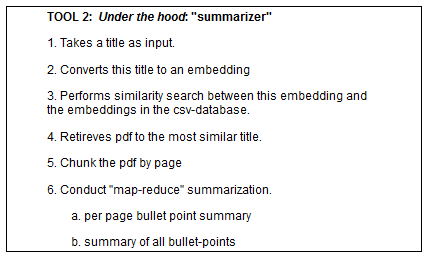 TOOL 2: Under the hood: "summarizer"
1. Takes a title as input.
2. Converts this title to an embedding
3. Performs similarity search between this embedding and
the embeddings in the csv-database.
4. Retireves pdf to the most similar title.
5. Chunk the pdf by page
6. Conduct "map-reduce" summarization.
a. per page bullet point summary
b. summary of all bullet-points